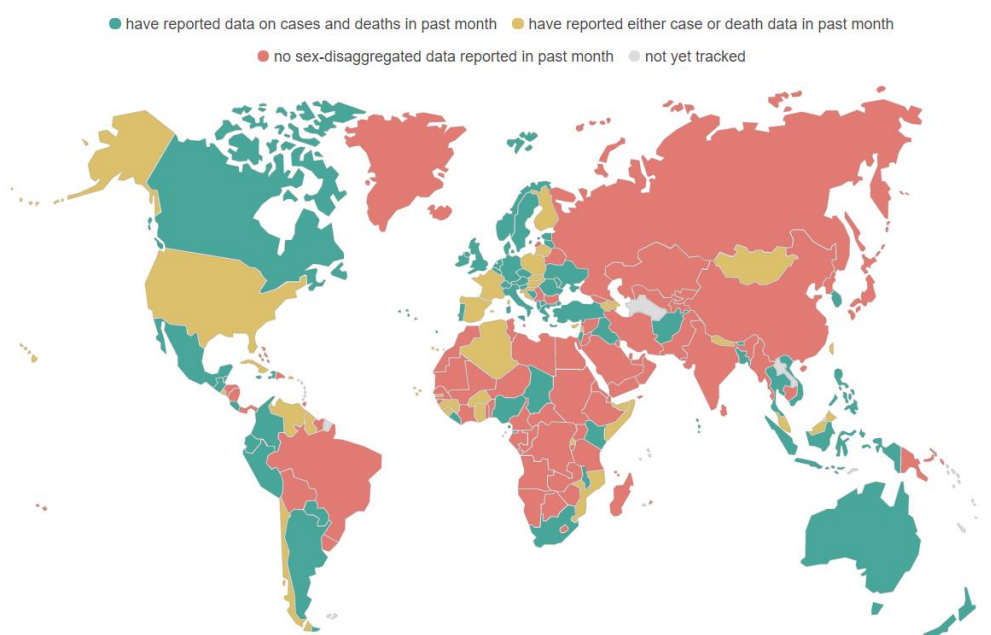 have reported data on cases and deaths in past month have reported either case or death data in past month
no sex-disaggregated data reported in past month not yet tracked